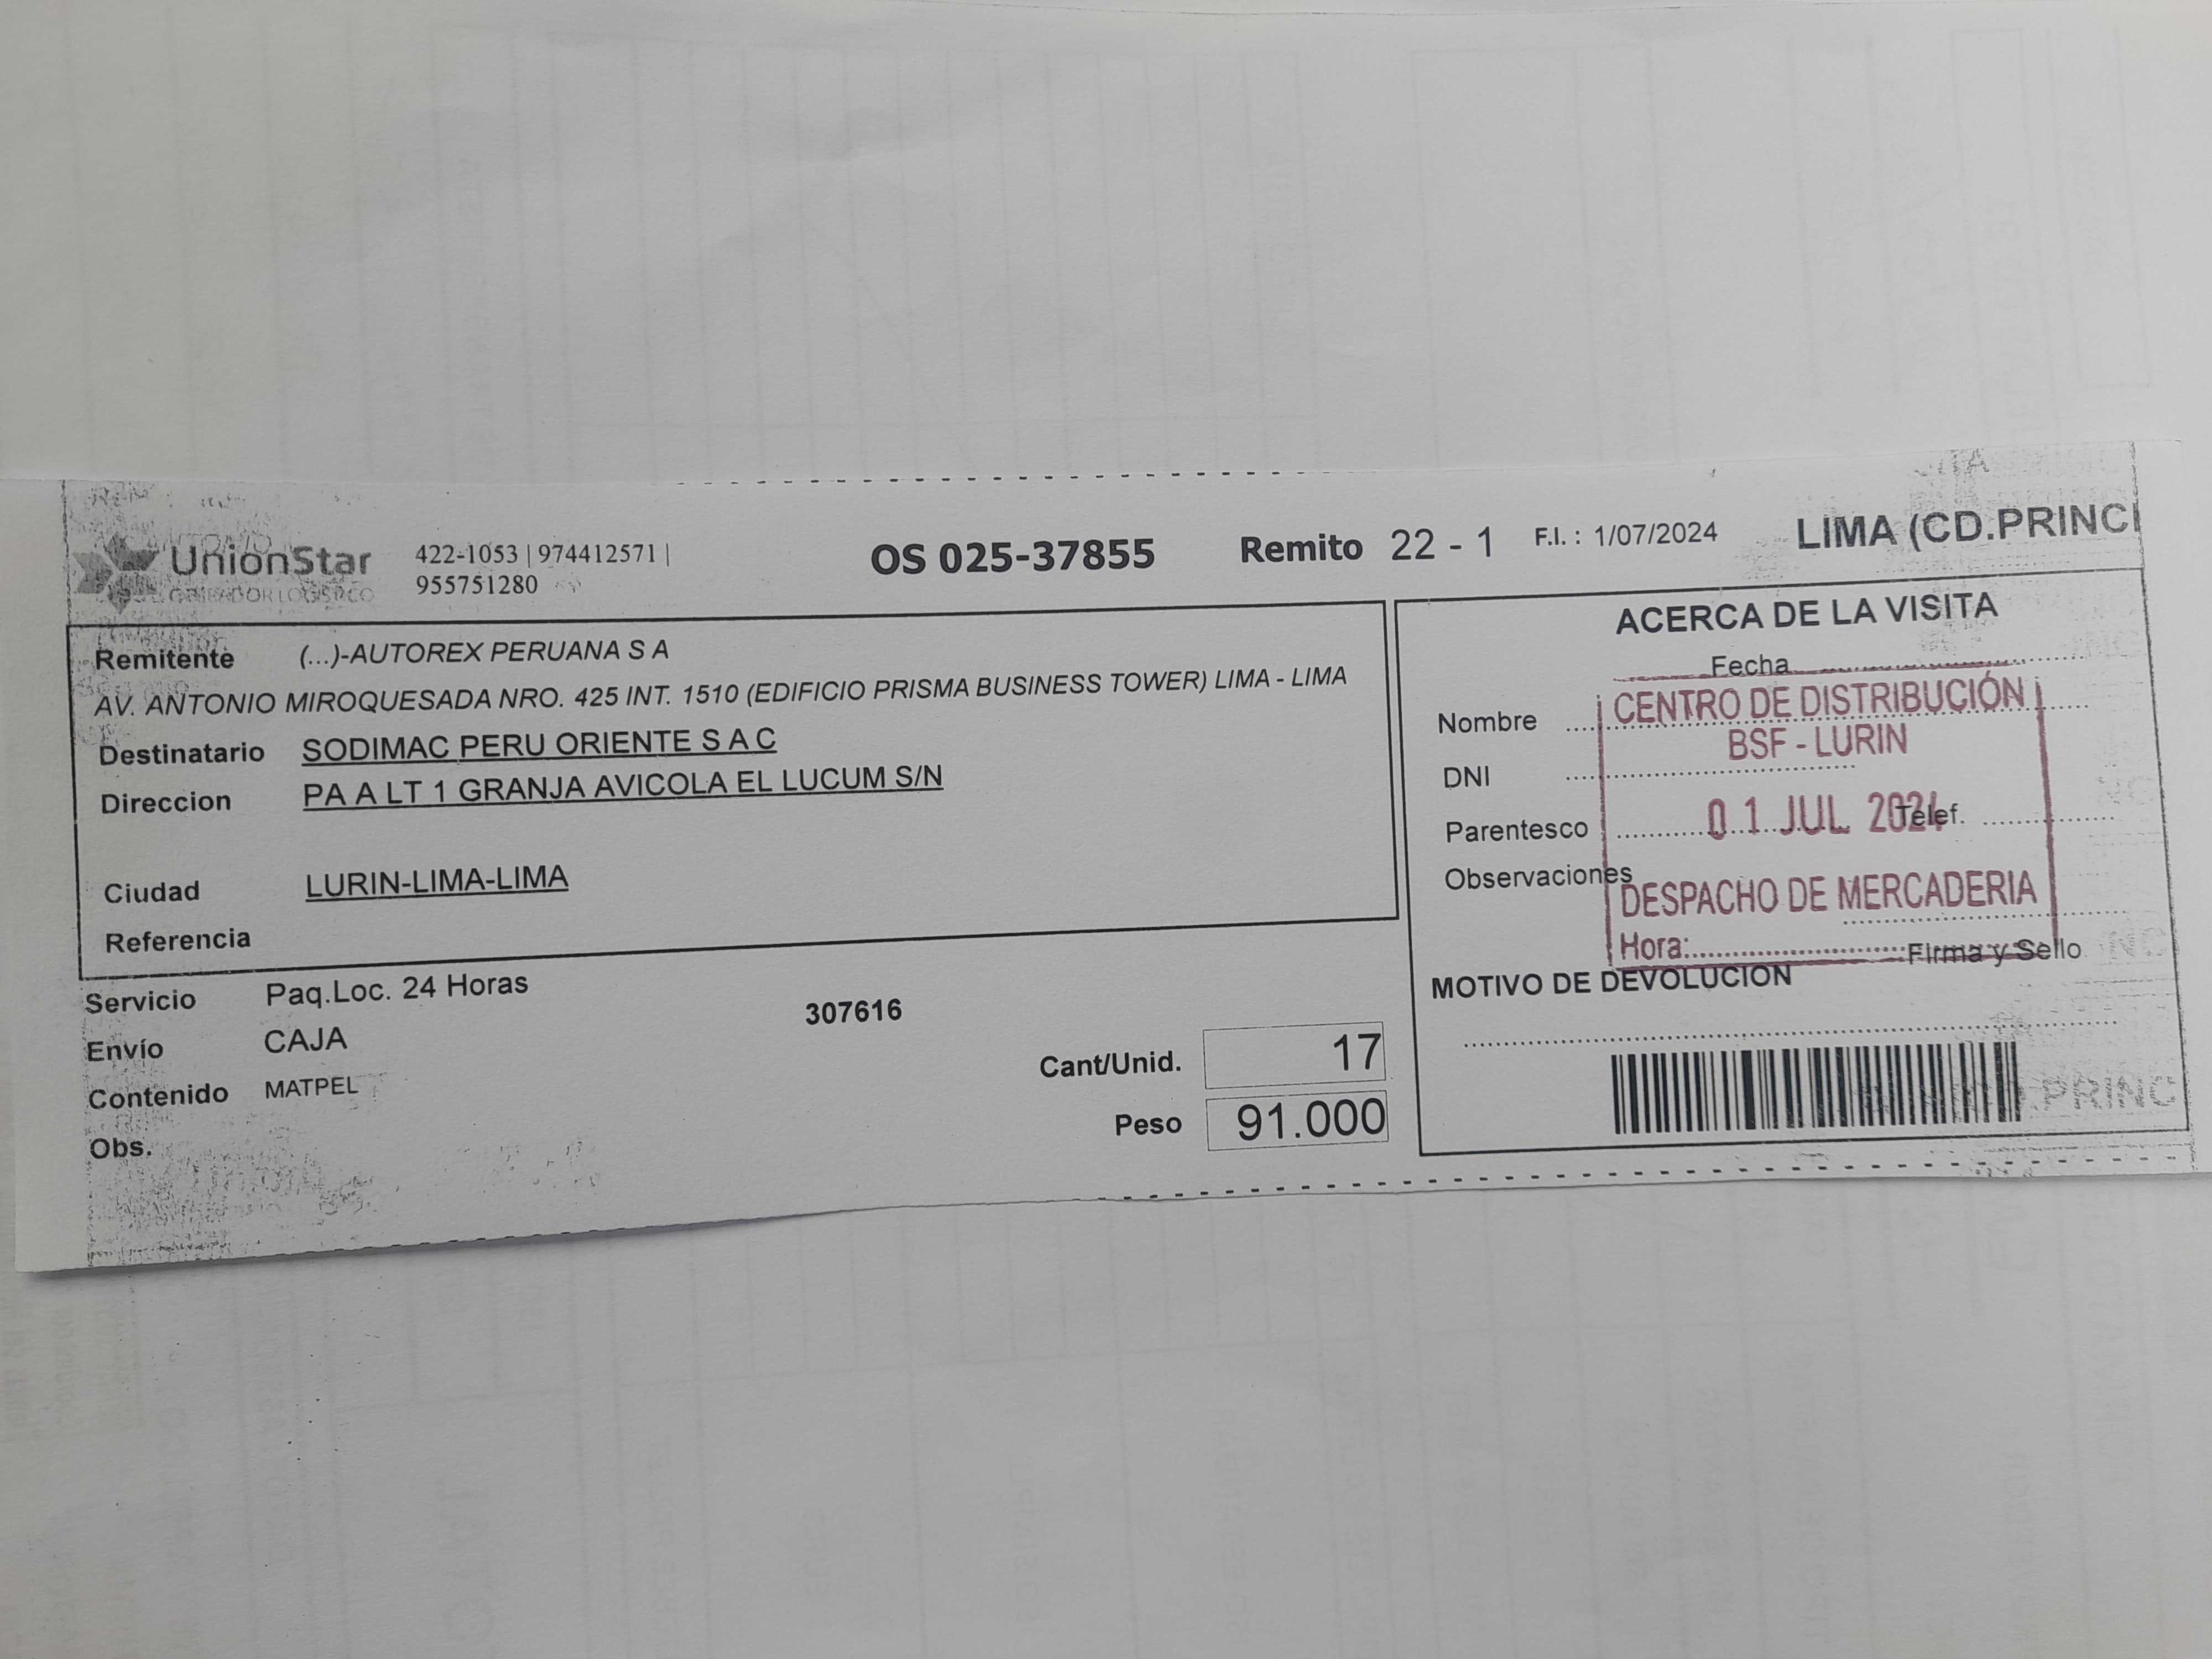 UnionStar
OPERADOR LOGISTICO
422-1053 | 974412571 |
955751280
OS 025-37855
Remito 22 - 1
F.I. : 1/07/2024
LIMA (CD.PRINCI
Remitente (...)-AUTOREX PERUANA S A
AV. ANTONIO MIROQUESADA NRO. 425 INT. 1510 (EDIFICIO PRISMA BUSINESS TOWER) LIMA - LIMA
Destinatario SODIMAC PERU ORIENTE S A C
Direccion PA A LT 1 GRANJA AVICOLA EL LUCUM S/N
Ciudad LURIN-LIMA-LIMA
Referencia
Servicio Paq.Loc. 24 Horas
307616
Envío CAJA
Contenido MATPEL
Obs.
Cant/Unid. 17
Peso 91.000
ACERCA DE LA VISITA
Fecha
Nombre
DNI
Parentesco
Telef.
Observaciones
Firma y Sello
MOTIVO DE DEVOLUCION
CENTRO DE DISTRIBUCIÓN
BSF - LURIN
01 JUL 2024
DESPACHO DE MERCADERIA
Hora: